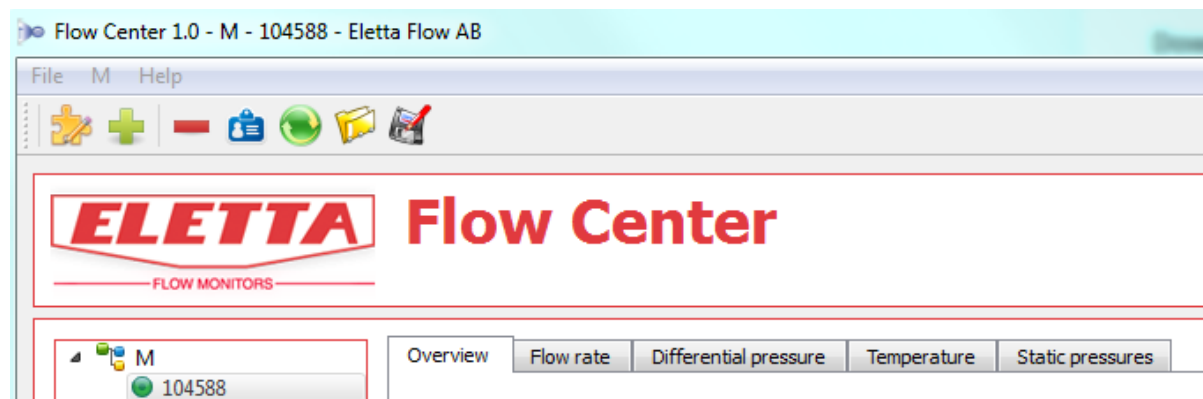 Flow Center 1.0 - M - 104588 - Eletta Flow AB
File M Help
ELETTA
FLOW MONITORS
Flow Center
M
104588
Overview Flow rate Differential pressure Temperature Static pressures